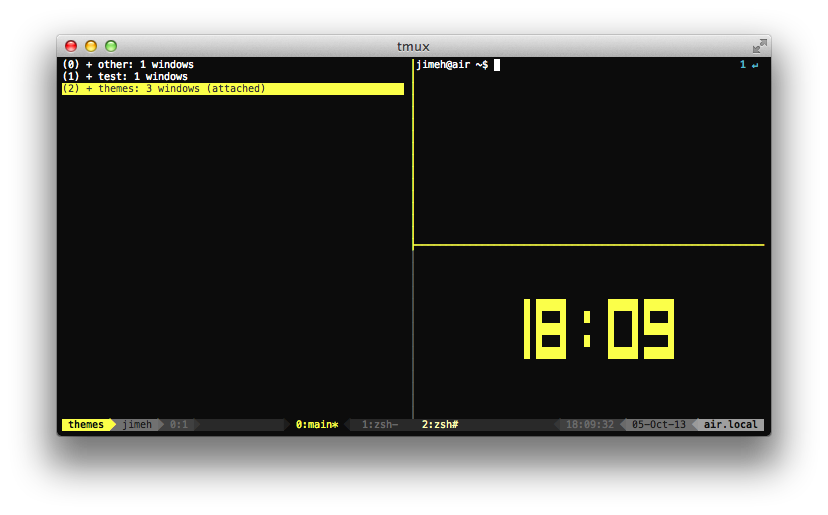 tmux
(0) + other: 1 windows
(1) + test: 1 windows
(2) + themes: 3 windows (attached)
jimeh@air ~$ 1 ↵
18:09
themes jimeh 0:1 0:main* 1:zsh- 2:zsh# 18:09:32 05-Oct-13 air.local